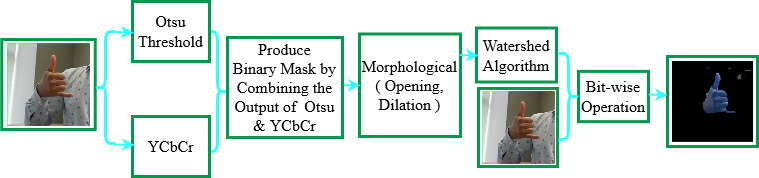 Otsu
Threshold
YCbCr
Produce
Binary Mask by
Combining the
Output of Otsu
& YCbCr
Morphological
( Opening,
Dilation )
Watershed
Algorithm
Bit-wise
Operation